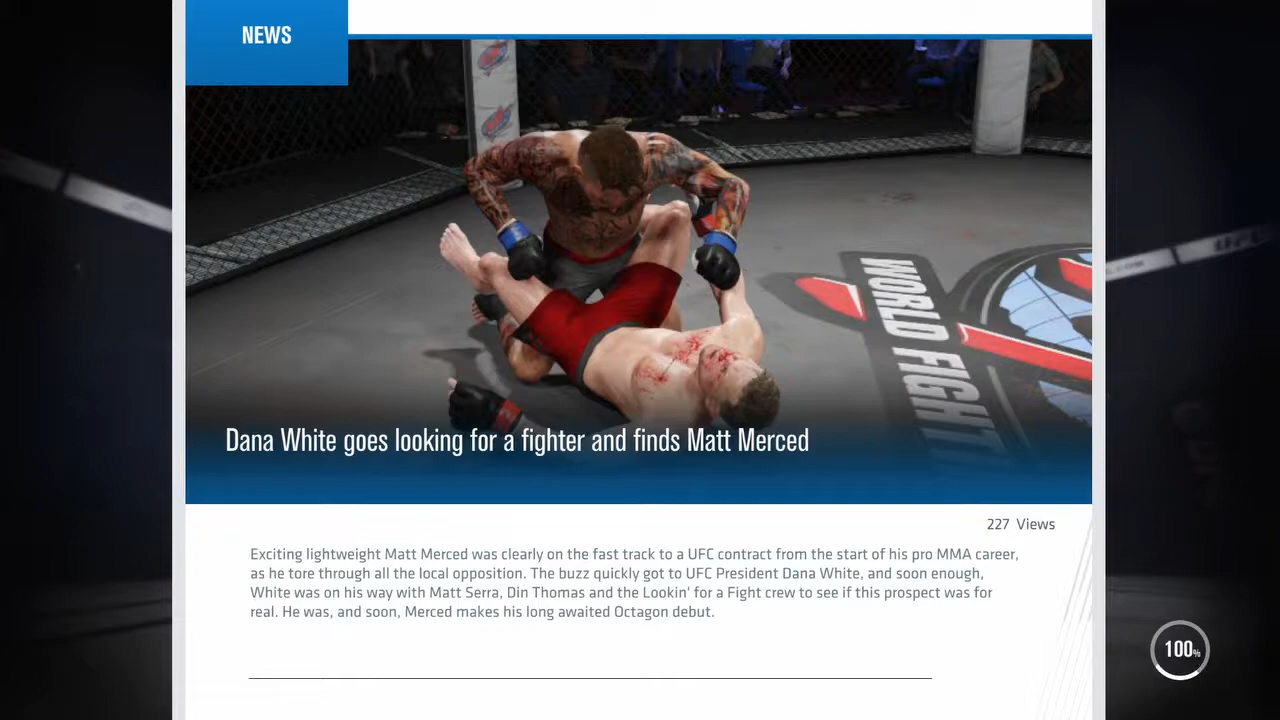 NEWS
WORLD FIGHT
Dana White goes looking for a fighter and finds Matt Merced
227 Views
Exciting lightweight Matt Merced was clearly on the fast track to a UFC contract from the start of his pro MMA career,
as he tore through all the local opposition. The buzz quickly got to UFC President Dana White, and soon enough,
White was on his way with Matt Serra, Din Thomas and the Lookin' for a Fight crew to see if this prospect was for
real. He was, and soon, Merced makes his long awaited Octagon debut.
100%